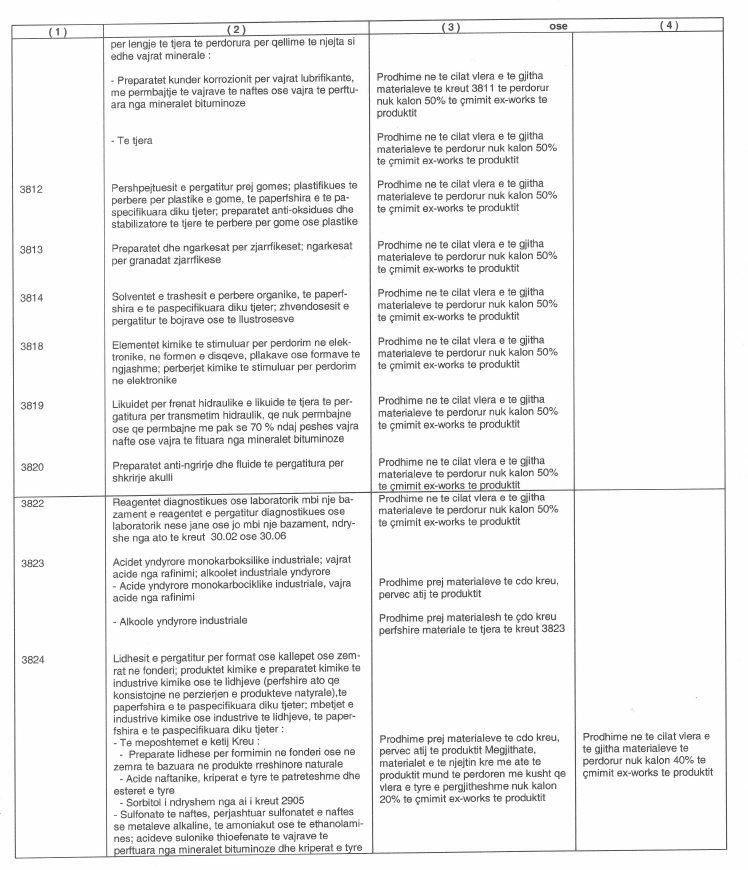 ( 1 ) ( 2 ) ( 3 ) ose ( 4 )
per lengje te tjera te perdorura per qellime te njejta si
edhe vajrat minerale :
- Preparatet kunder korrozionit per vajrat lubrifikante,
me permbajtje te vajrave te naftes ose vajra te perftu-
ara nga mineralet bituminoze
Prodhime ne te cilat vlera e te gjitha
materialeve te kreut 3811 te perdorur
nuk kalon 50% te çmimit ex-works te
produktit
- Te tjera
Prodhime ne te cilat vlera e te gjitha
materialeve te perdorur nuk kalon 50%
te çmimit ex-works te produktit
3812
Pershpejtuesit e pergatitur prej gomes; plastifikues te
perbere per plastike e gome, te paperfshira e te pa-
specifikuara diku tjeter; preparatet anti-oksidues dhe
stabilizatore te tjere te perbere per gome ose plastike
Prodhime ne te cilat vlera e te gjitha
materialeve te perdorur nuk kalon 50%
te çmimit ex-works te produktit
3813
Preparatet dhe ngarkesat per zjarrfikeset; ngarkesat
per granadat zjarrfikese
Prodhime ne te cilat vlera e te gjitha
materialeve te perdorur nuk kalon 50%
te çmimit ex-works te produktit
3814
Solventet e trashesit e perbere organike, te paperf-
shira e te paspecifikuara diku tjeter; zhvendosesit e
pergatitur te bojrave ose te llustrosesve
Prodhime ne te cilat vlera e te gjitha
materialeve te perdorur nuk kalon 50%
te çmimit ex-works te produktit
3818
Elementet kimike te stimuluar per perdorim ne elek-
tronike, ne formen e disqeve, pllakave ose formave te
ngjashme; perberjet kimike te stimuluar per perdorim
ne elektronike
Prodhime ne te cilat vlera e te gjitha
materialeve te perdorur nuk kalon 50%
te çmimit ex-works te produktit
3819
Likuidet per frenat hidraulike e likuide te tjera te per-
gatitura per transmetim hidraulik, qe nuk permbajne
ose qe permbajne me pak se 70 % ndaj peshes vajra
nafte ose vajra te fituara nga mineralet bituminoze
Prodhime ne te cilat vlera e te gjitha
materialeve te perdorur nuk kalon 50%
te çmimit ex-works te produktit
3820
Preparatet anti-ngrirje dhe fluide te pergatitura per
shkrirje akulli
Prodhime ne te cilat vlera e te gjitha
materialeve te perdorur nuk kalon 50%
te çmimit ex-works te produktit
3822
Reagentet diagnostikues ose laboratorik mbi nje ba-
zament e reagentet e pergatitur diagnostikues ose
laboratorik nese jane ose jo mbi nje bazament, ndry-
she nga ato te kreut 30.02 ose 30.06
Prodhime ne te cilat vlera e te gjitha
materialeve te perdorur nuk kalon 50%
te çmimit ex-works te produktit
3823
Acidet yndyrore monokarboksilike industriale; vajrat
acide nga rafinimi; alkoolet industriale yndyrore
- Acide yndyrore monokarbociklike industriale, vajra
acide nga rafinimi
Prodhime prej materialeve te cdo kreu,
pervec atij te produktit
- Alkoole yndyrore industriale
Prodhime prej materialesh te çdo kreu
perfshire materiale te tjera te kreut 3823
3824
Lidhesit e pergatitur per format ose kallepet ose zem-
rat ne fonderi; produktet kimike e preparatet kimike te
industrive kimike ose te lidhjeve (perfshire ato qe
konsistojne ne perzierjen e produkteve natyrale),te
paperfshira e te paspecifikuara diku tjeter; mbetjet e
industrive kimike ose industrive te lidhjeve, te paper-
fshira e te paspecifikuara diku tjeter :
- Te meposhtemet e ketij Kreu :
- Preparate lidhese per formimin ne fonderi ose ne
zemra te bazuara ne produkte rreshinore naturale
- Acide naftanike, kriperat e tyre te patreteshme dhe
esteret e tyre
- Sorbitol i ndryshem nga ai i kreut 2905
- Sulfonate te naftes, perjashtuar sulfonatet e naftes
se metaleve alkaline, te amoniakut ose te ethanolami-
nes; acideve sulonike thioefenate te vajrave te
perftuara nga mineralet bituminoze dhe kriperat e tyre
Prodhime prej materialeve te cdo kreu,
pervec atij te produktit Megjithate,
materialet e te njejtin kre me ate te
produktit mund te perdoren me kusht qe
vlera e tyre e pergjitheshme nuk kalon
20% te çmimit ex-works te produktit
Prodhime ne te cilat vlera e
te gjitha materialeve te
perdorur nuk kalon 40% te
çmimit ex-works te produktit